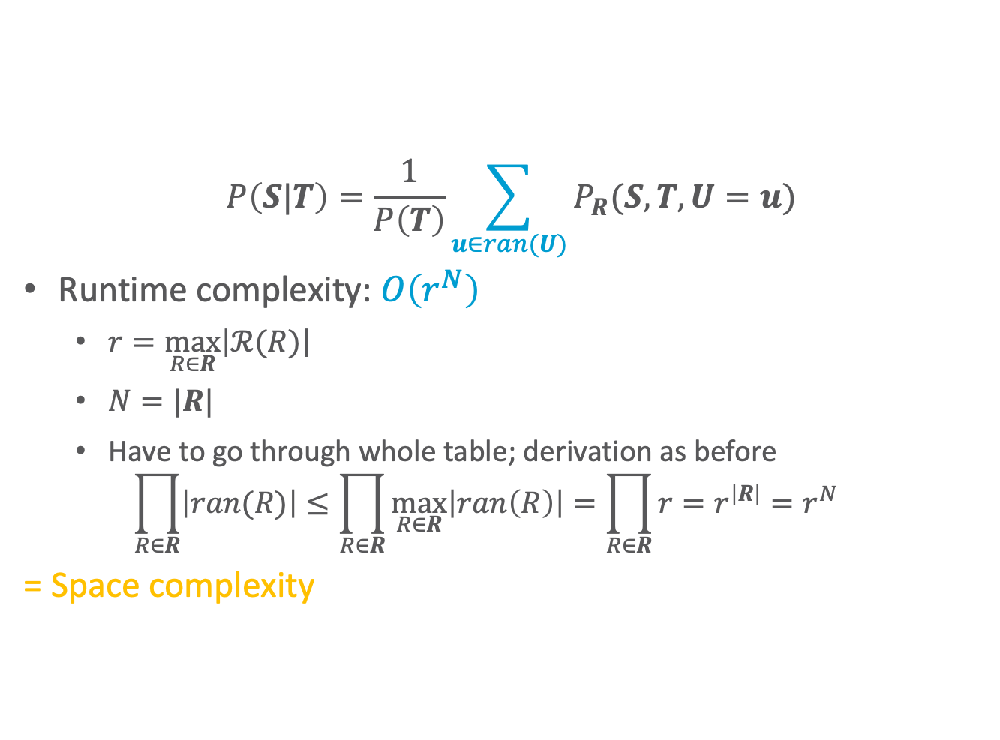 P(S|T) = 1/P(T) ∑_{u∈ran(U)} P_R(S, T, U = u)
• Runtime complexity: O(r^N)
• r = max_{R∈R} |ℛ(R)|
• N = |R|
• Have to go through whole table; derivation as before
∏_{R∈R} |ran(R)| ≤ ∏_{R∈R} max_{R∈R} |ran(R)| = ∏_{R∈R} r = r^{|R|} = r^N
= Space complexity